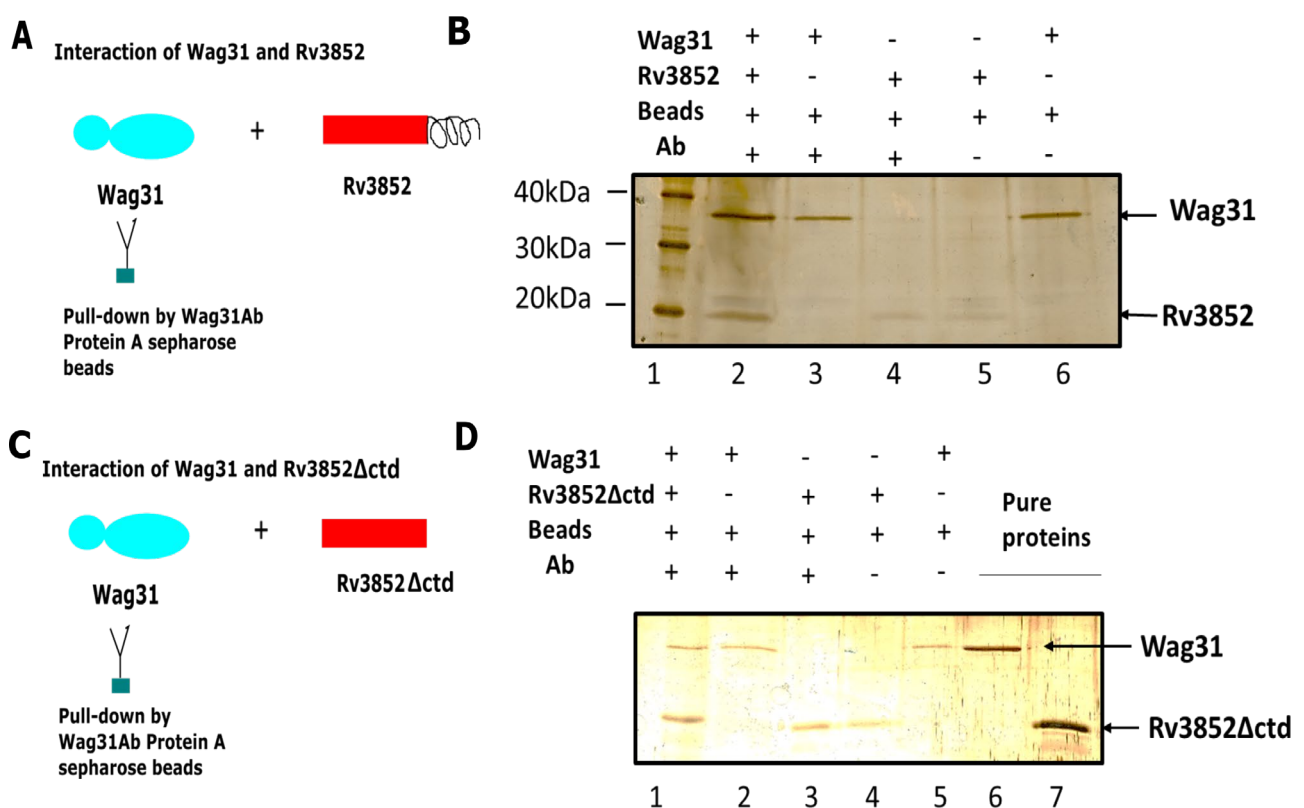 A
Interaction of Wag31 and Rv3852
+
Wag31
Rv3852
Pull-down by Wag31Ab
Protein A sepharose
beads
B
Wag31 + + - - +
Rv3852 + - + + -
Beads + + + + +
Ab + + + - -
40kDa
30kDa
20kDa
Wag31
Rv3852
1 2 3 4 5 6
C
Interaction of Wag31 and Rv3852Δctd
+
Wag31
Rv3852Δctd
Pull-down by
Wag31Ab Protein A
sepharose beads
D
Wag31 + + - - +
Rv3852Δctd + - + + -
Beads + + + + +
Ab + + + - -
Pure
proteins
Wag31
Rv3852Δctd
1 2 3 4 5 6 7